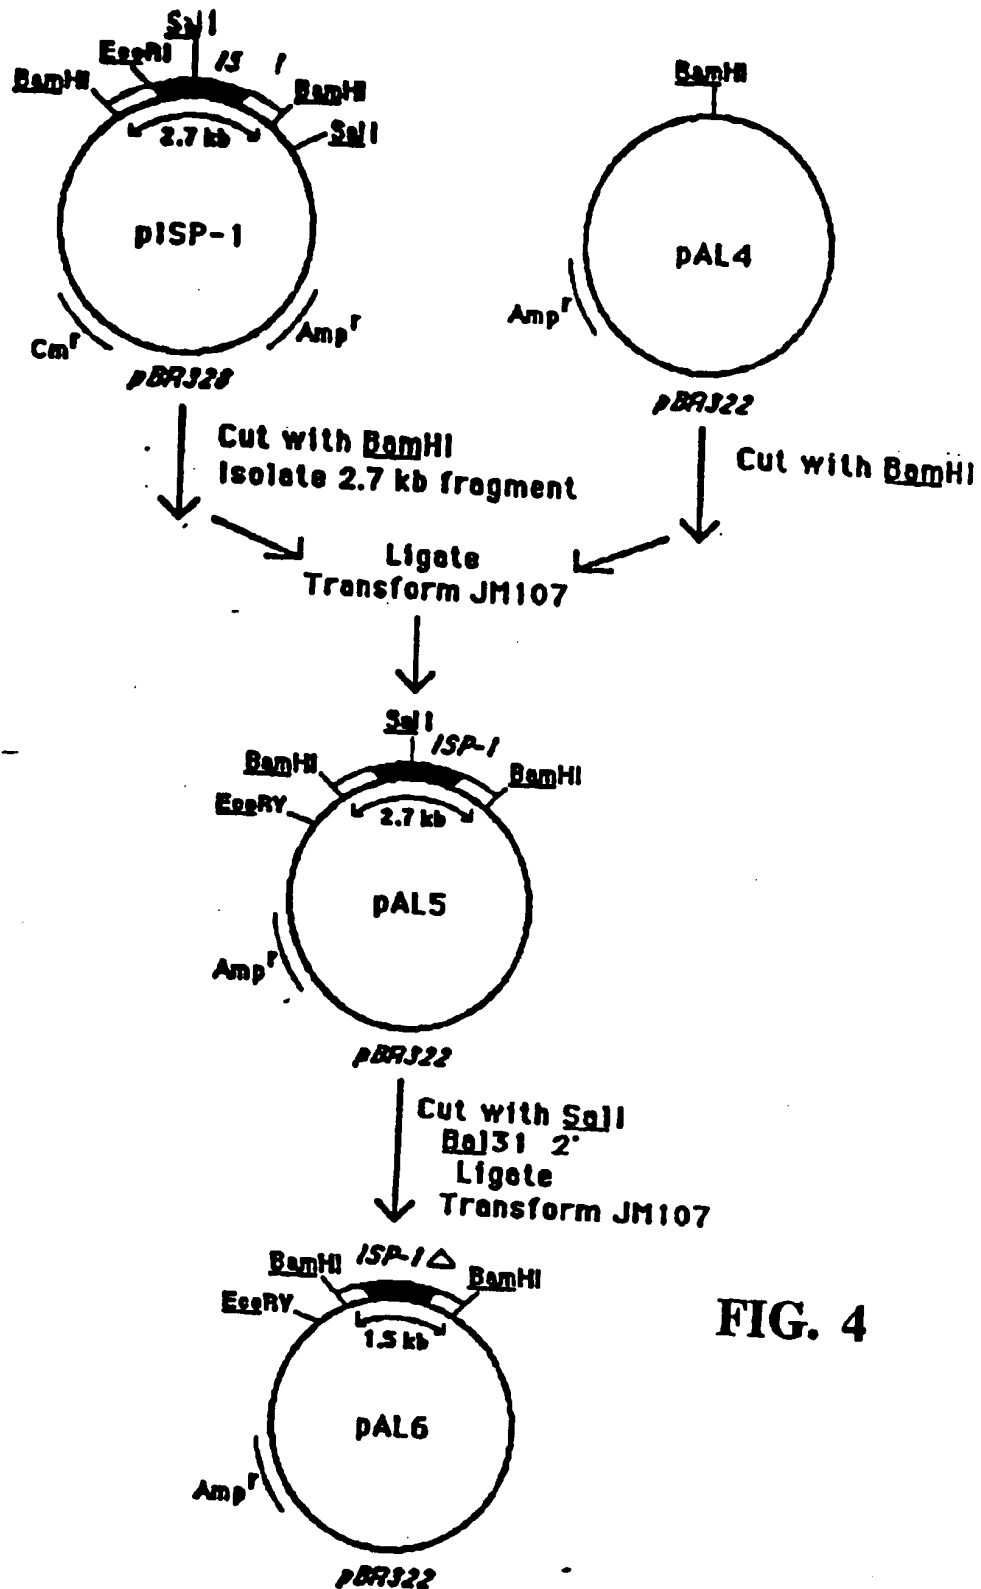 SalI
EcoRI IS 1
BamHI
BamHI
SalI
2.7 kb
pISP-1
Cmʳ
Ampʳ
pBR328
BamHI
pAL4
Ampʳ
pBR322
Cut with BamHI
Isolate 2.7 kb fragment
Cut with BamHI
Ligate
Transform JM107
SalI
ISP-1
BamHI
BamHI
EcoRV
2.7 kb
pAL5
Ampʳ
pBR322
Cut with SalI
Bal31 2'
Ligate
Transform JM107
ISP-1 Δ
BamHI
BamHI
EcoRV
1.5 kb
pAL6
Ampʳ
pBR322
FIG. 4